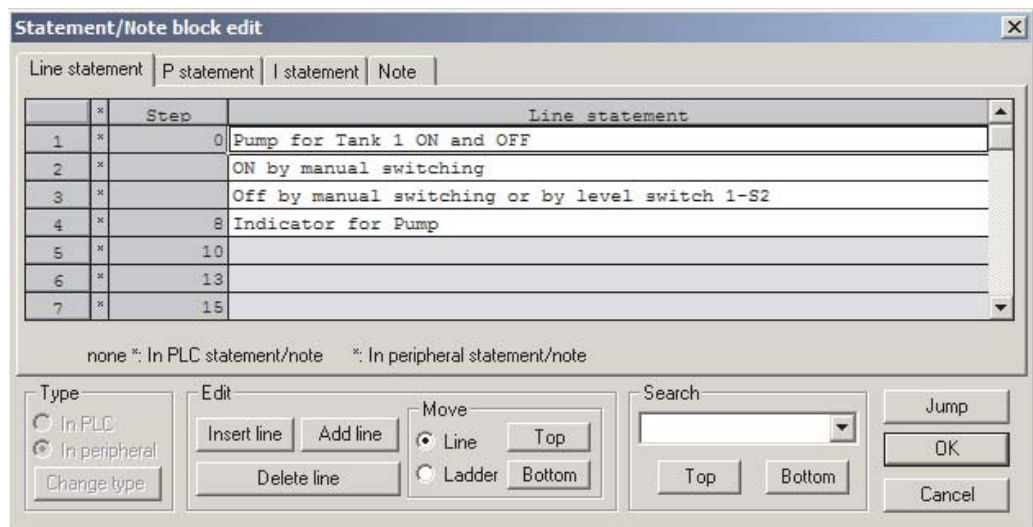 Statement/Note block edit
Line statement P statement I statement Note
* Step Line statement
1 * 0 Pump for Tank 1 ON and OFF
2 * ON by manual switching
3 * Off by manual switching or by level switch 1-S2
4 * 8 Indicator for Pump
5 * 10
6 * 13
7 * 15
none *: In PLC statement/note *: In peripheral statement/note
Type
In PLC
In peripheral
Change type
Edit
Insert line Add line
Delete line
Move
Line Top
Ladder Bottom
Search
Top Bottom
Jump
OK
Cancel